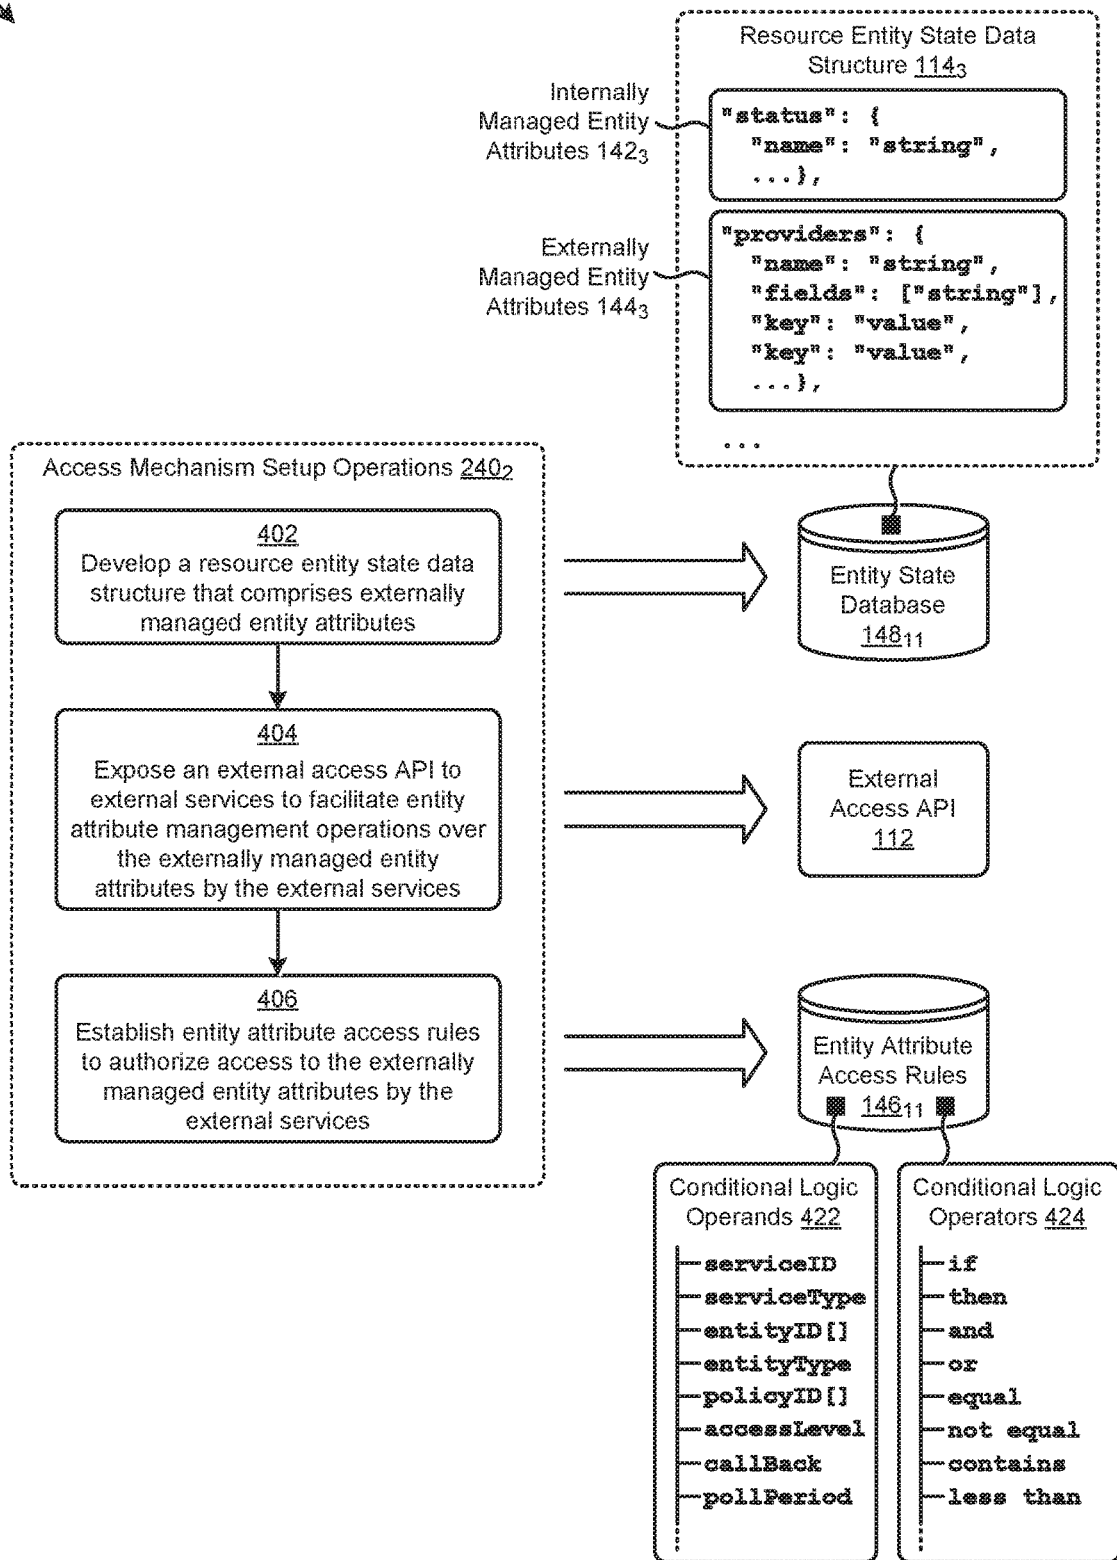 Resource Entity State Data
Structure 114₃
Internally
Managed Entity
Attributes 142₃
"status": {
"name": "string",
...},
Externally
Managed Entity
Attributes 144₃
"providers": {
"name": "string",
"fields": ["string"],
"key": "value",
"key": "value",
...},
...
Access Mechanism Setup Operations 240₂
402
Develop a resource entity state data
structure that comprises externally
managed entity attributes
Entity State
Database
148₁₁
404
Expose an external access API to
external services to facilitate entity
attribute management operations over
the externally managed entity
attributes by the external services
External
Access API
112
406
Establish entity attribute access rules
to authorize access to the externally
managed entity attributes by the
external services
Entity Attribute
Access Rules
146₁₁
Conditional Logic
Operands 422
serviceID
serviceType
entityID[]
entityType
policyID[]
accessLevel
callBack
pollPeriod
Conditional Logic
Operators 424
if
then
and
or
equal
not equal
contains
less than